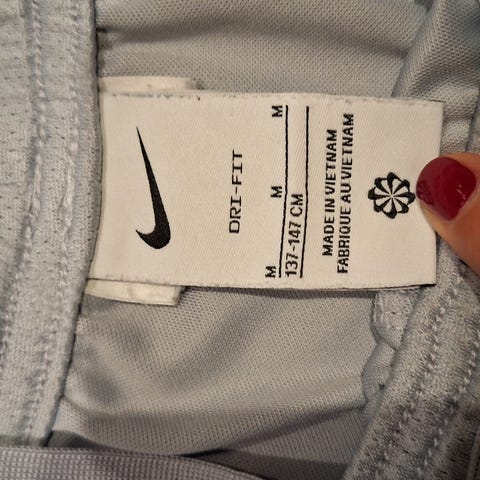 DRI-FIT
M M M
137-147 CM
MADE IN VIETNAM
FABRIQUE AU VIETNAM